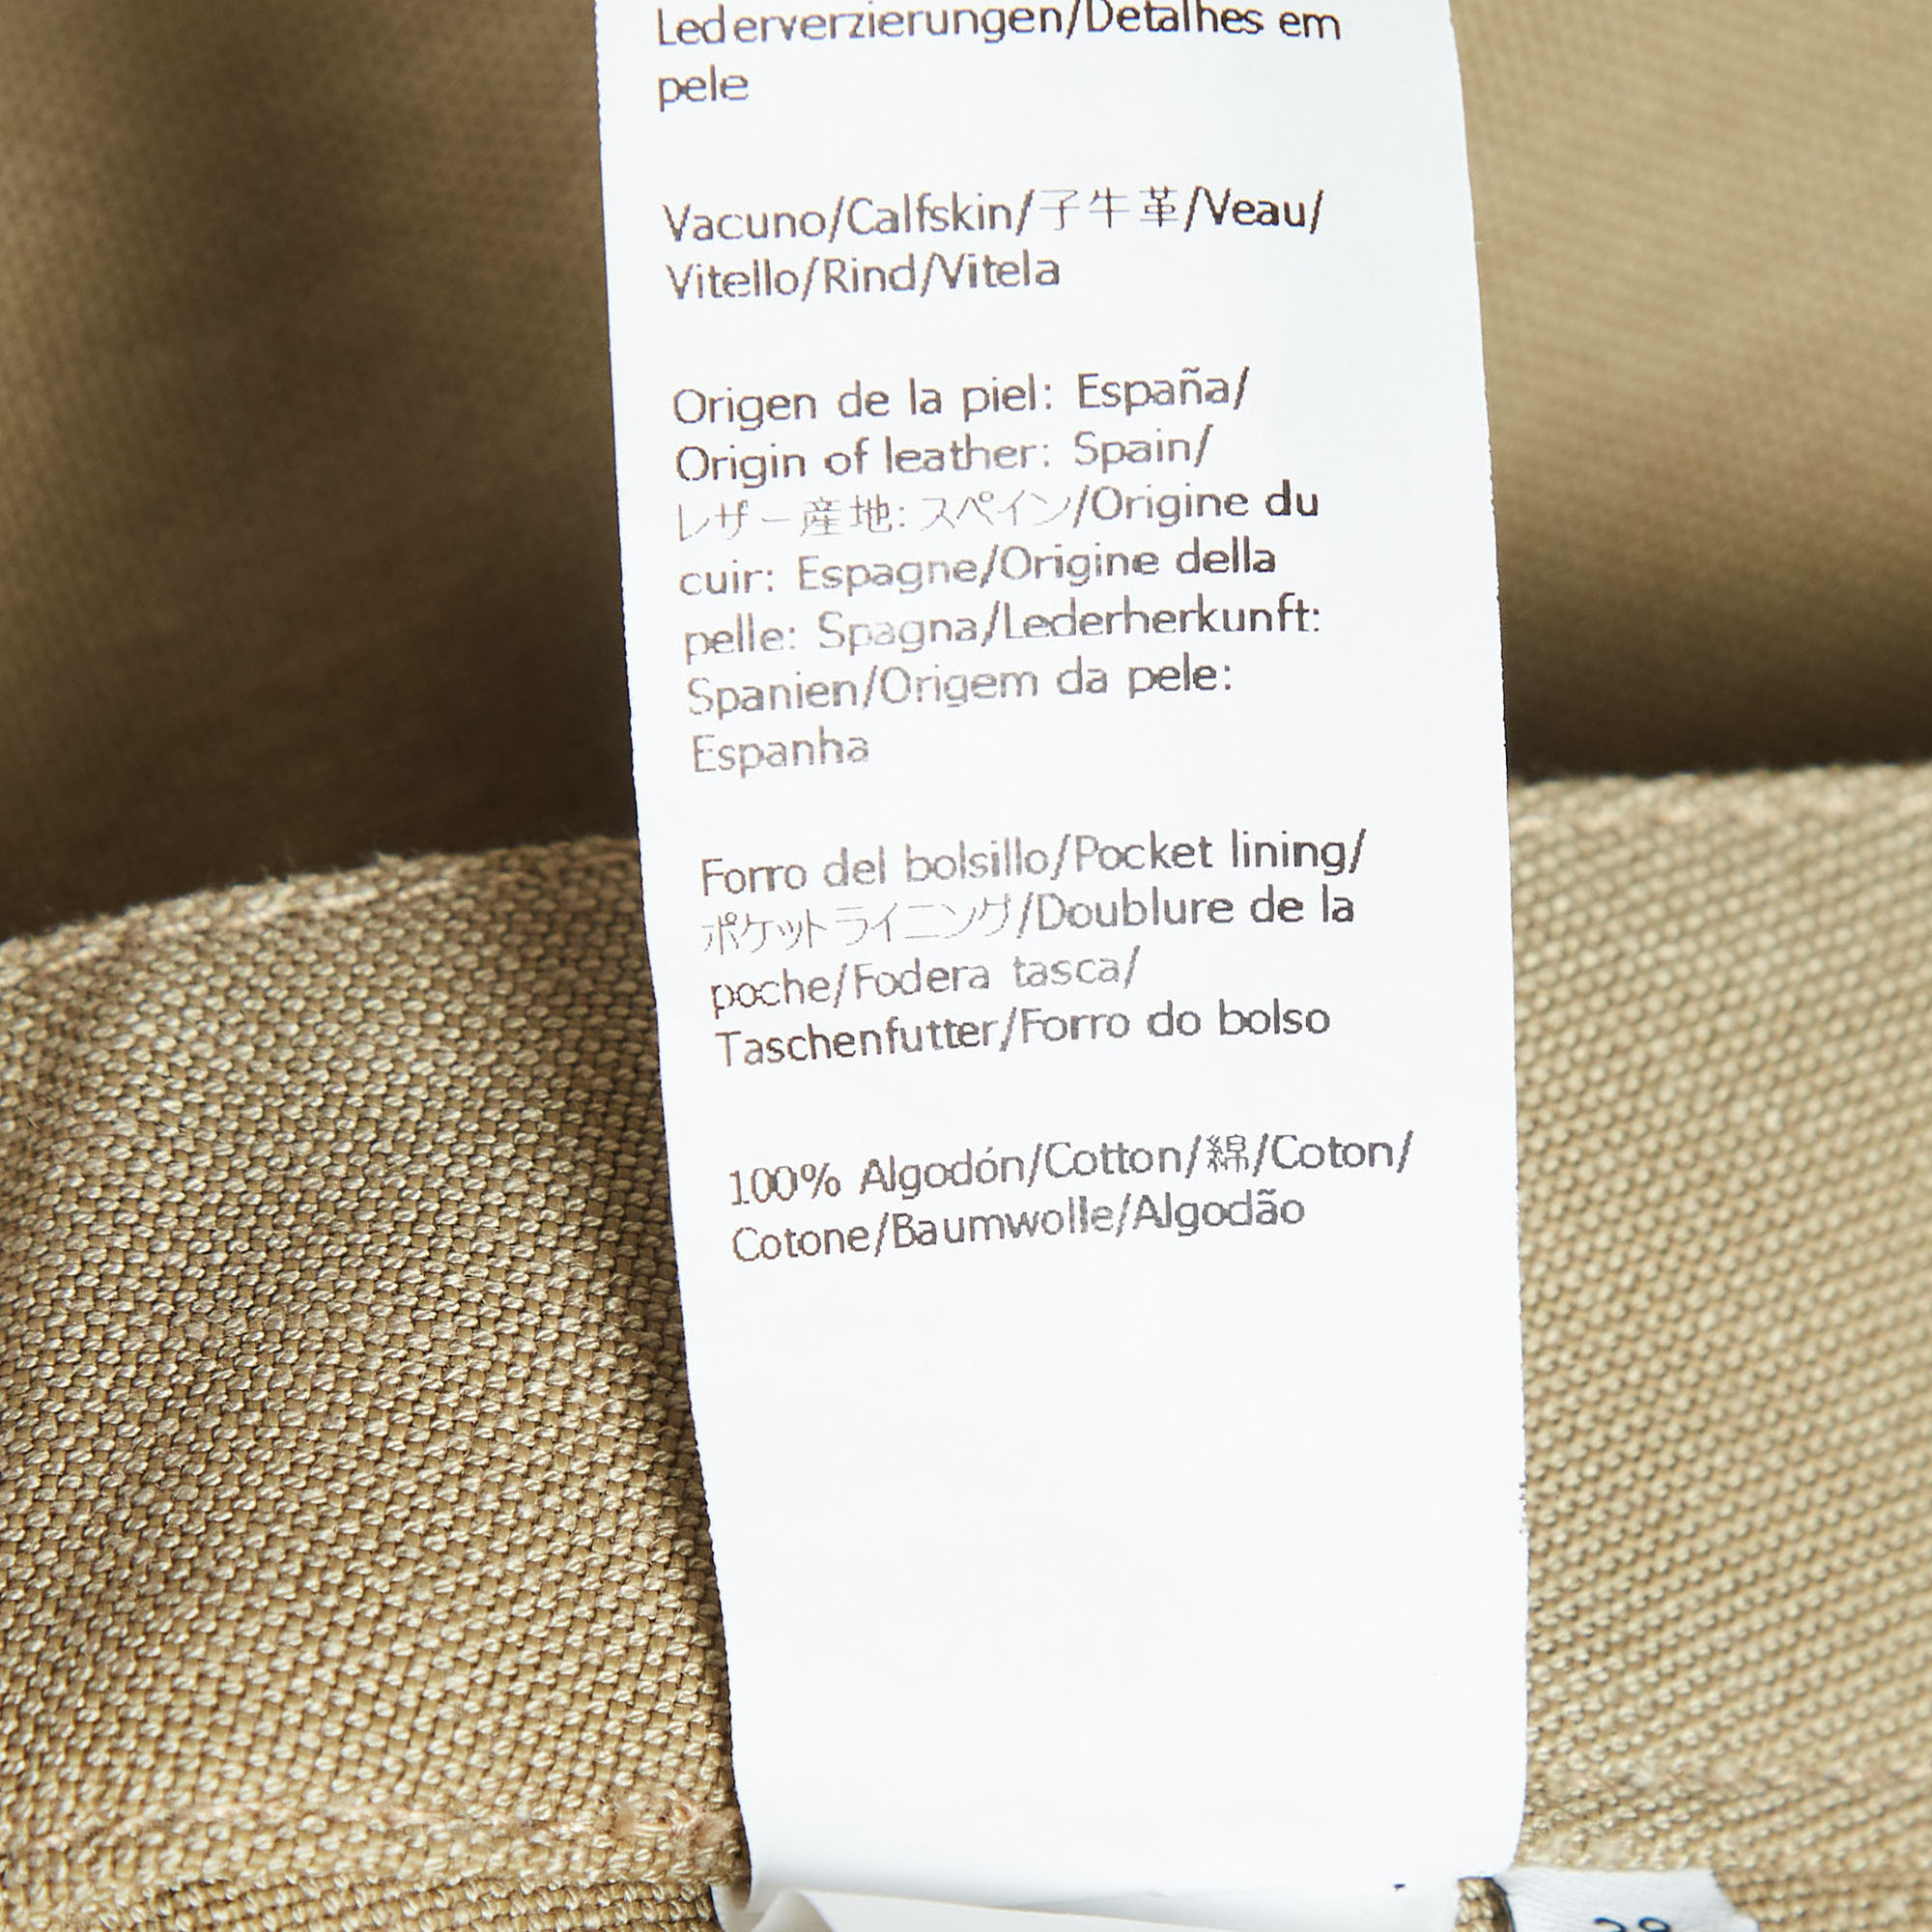 Lederverzierungen/Detalhes em
pele
Vacuno/Calfskin/子牛革/Veau/
Vitello/Rind/Vitela
Origen de la piel: España/
Origin of leather: Spain/
レザー産地: スペイン/Origine du
cuir: Espagne/Origine della
pelle: Spagna/Lederherkunft:
Spanien/Origem da pele:
Espanha
Forro del bolsillo/Pocket lining/
ポケットライニング/Doublure de la
poche/Fodera tasca/
Taschenfutter/Forro do bolso
100% Algodón/Cotton/綿/Coton/
Cotone/Baumwolle/Algodão